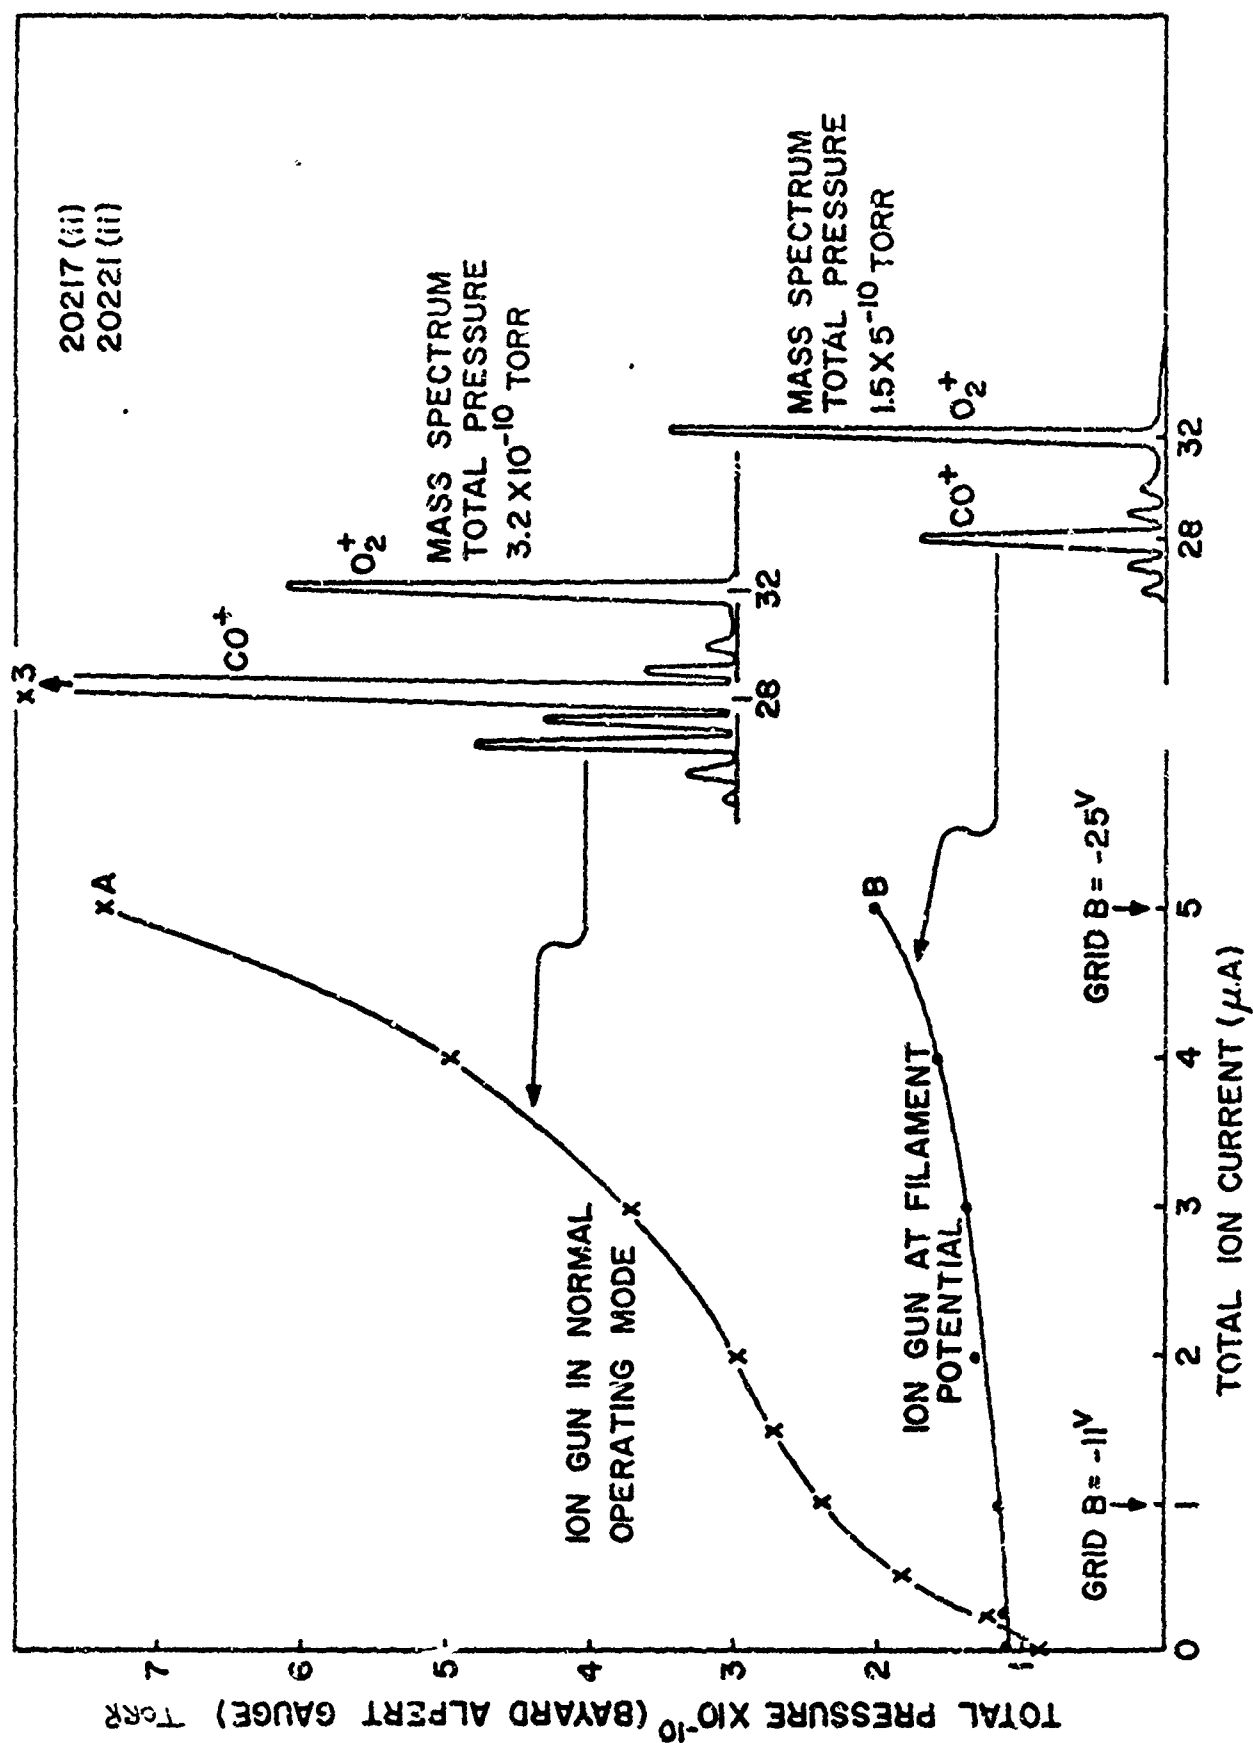 20217 (ii)
20221 (ii)
x3
CO+
O2+
MASS SPECTRUM
TOTAL PRESSURE
3.2 X 10-10 TORR
28
32
MASS SPECTRUM
TOTAL PRESSURE
1.5 X 5-10 TORR
CO+
O2+
28
32
XA
B
ION GUN IN NORMAL
OPERATING MODE
ION GUN AT FILAMENT
POTENTIAL
GRID B = -11V
GRID B = -25V
7
6
5
4
3
2
1
0
1
2
3
4
5
TOTAL ION CURRENT (μA)
TOTAL PRESSURE X10-10 (BAYARD ALPERT GAUGE) TORR